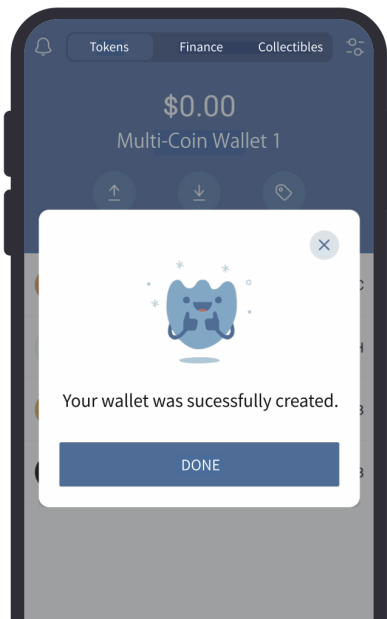 Tokens Finance Collectibles
$0.00
Multi-Coin Wallet 1
Your wallet was sucessfully created.
DONE